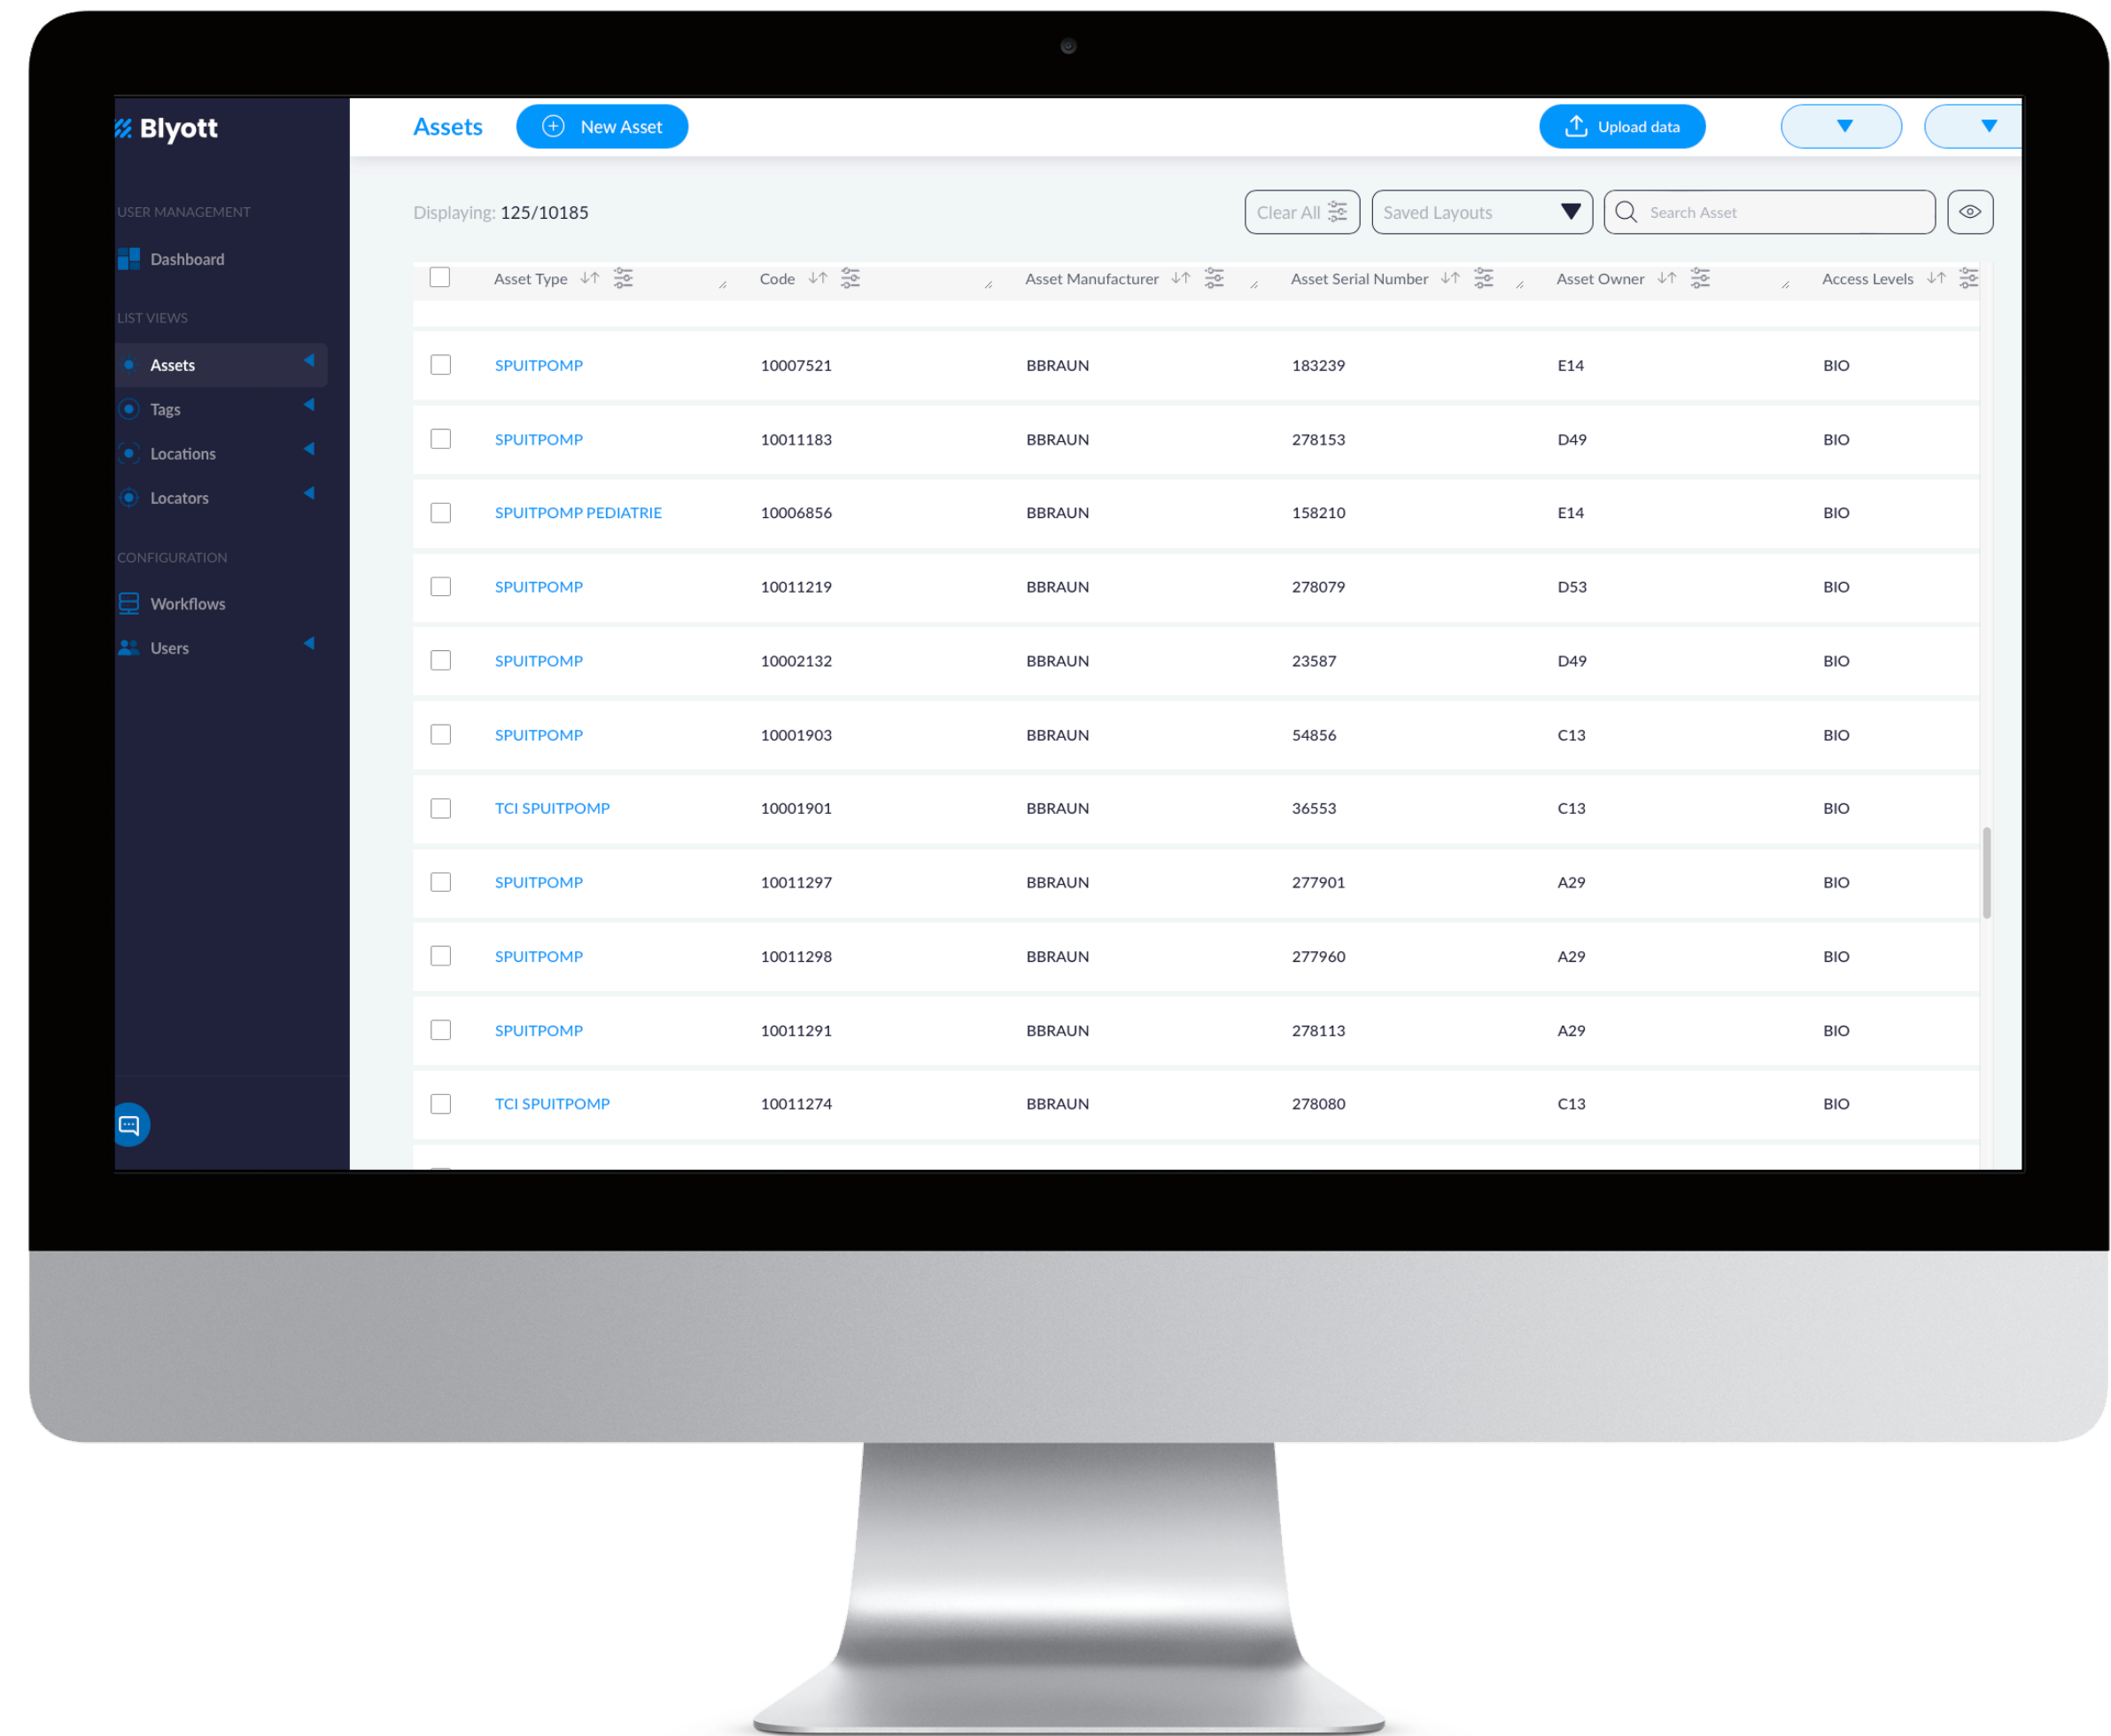 Blyott
Assets
New Asset
Upload data
USER MANAGEMENT
Dashboard
LIST VIEWS
Assets
Tags
Locations
Locators
CONFIGURATION
Workflows
Users
Displaying: 125/10185
Clear All
Saved Layouts
Search Asset
Asset Type Code Asset Manufacturer Asset Serial Number Asset Owner Access Levels
SPUITPOMP 10007521 BBRAUN 183239 E14 BIO
SPUITPOMP 10011183 BBRAUN 278153 D49 BIO
SPUITPOMP PEDIATRIE 10006856 BBRAUN 158210 E14 BIO
SPUITPOMP 10011219 BBRAUN 278079 D53 BIO
SPUITPOMP 10002132 BBRAUN 23587 D49 BIO
SPUITPOMP 10001903 BBRAUN 54856 C13 BIO
TCI SPUITPOMP 10001901 BBRAUN 36553 C13 BIO
SPUITPOMP 10011297 BBRAUN 277901 A29 BIO
SPUITPOMP 10011298 BBRAUN 277960 A29 BIO
SPUITPOMP 10011291 BBRAUN 278113 A29 BIO
TCI SPUITPOMP 10011274 BBRAUN 278080 C13 BIO